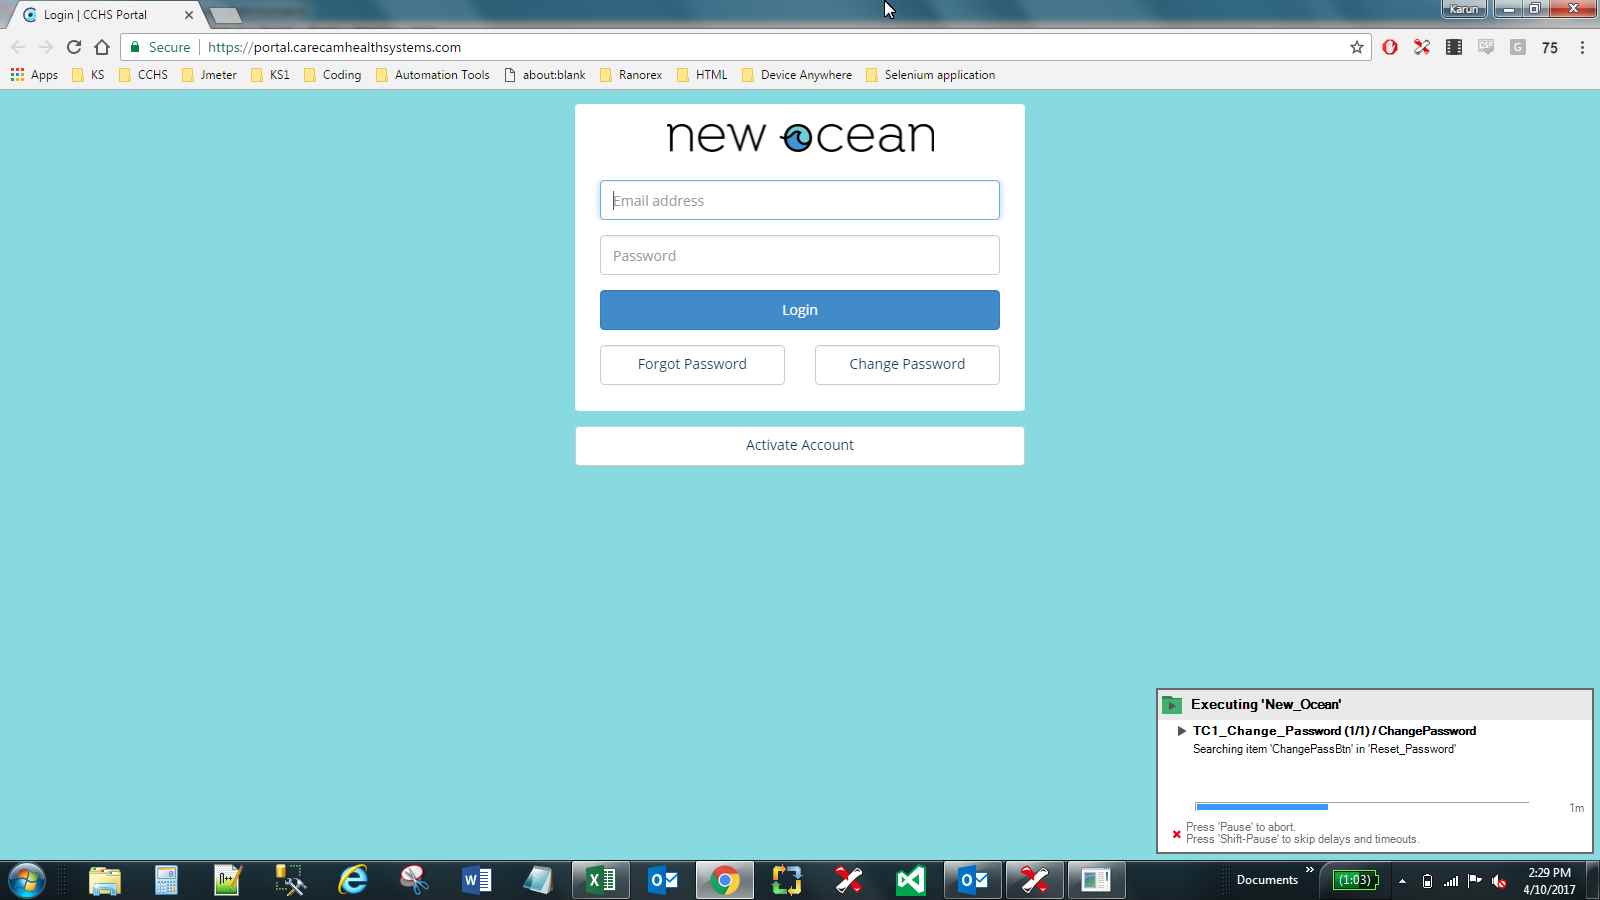 Login | CCHS Portal
Karun
Secure https://portal.carecamhealthsystems.com
75
Apps KS CCHS Jmeter KS1 Coding Automation Tools about:blank Ranorex HTML Device Anywhere Selenium application
new ocean
Email address
Password
Login
Forgot Password Change Password
Activate Account
Executing 'New_Ocean'
TC1_Change_Password (1/1) / ChangePassword
Searching item 'ChangePassBtn' in 'Reset_Password'
1m
Press 'Pause' to abort.
Press 'Shift-Pause' to skip delays and timeouts.
Documents
(1:03)
2:29 PM
4/10/2017